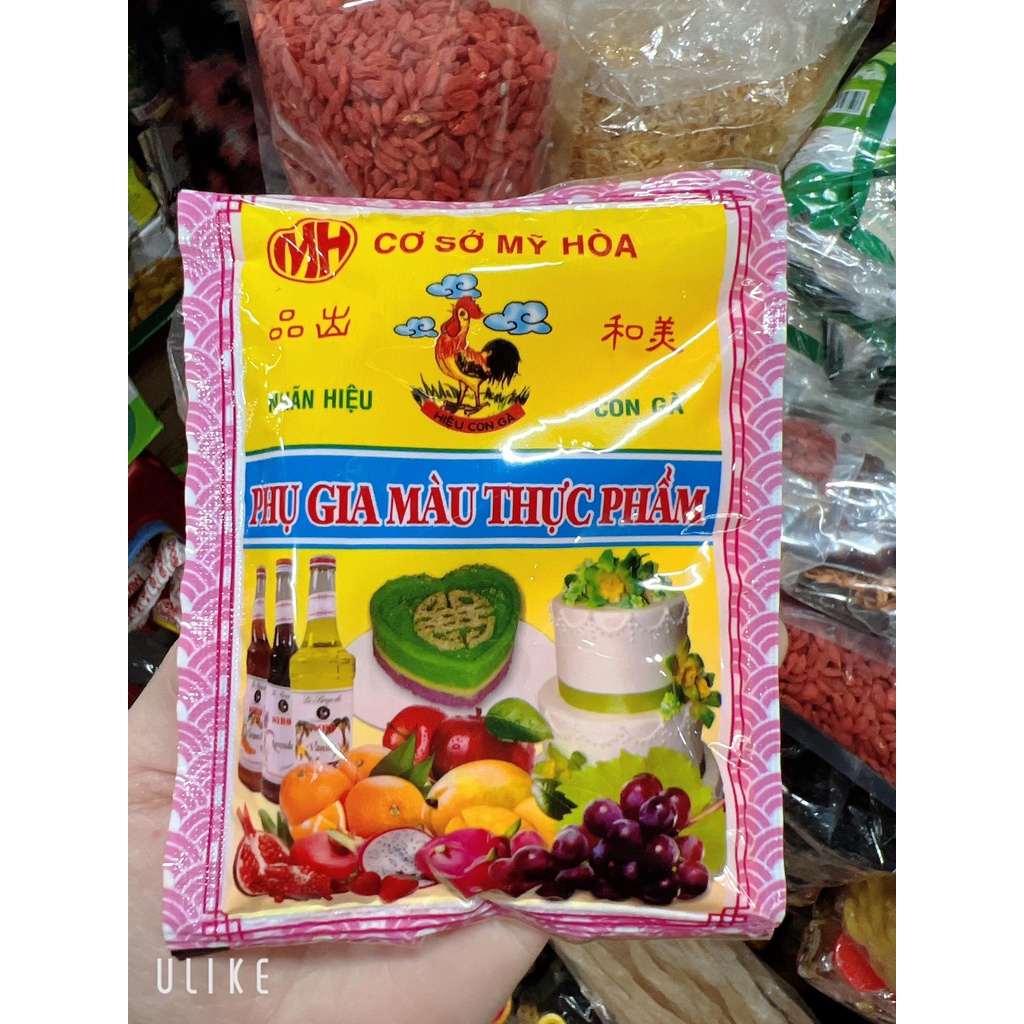 MH CƠ SỞ MỸ HÒA
品出 和美
NHÃN HIỆU CON GÀ
HIỆU CON GÀ
PHỤ GIA MÀU THỰC PHẨM
ULIKE